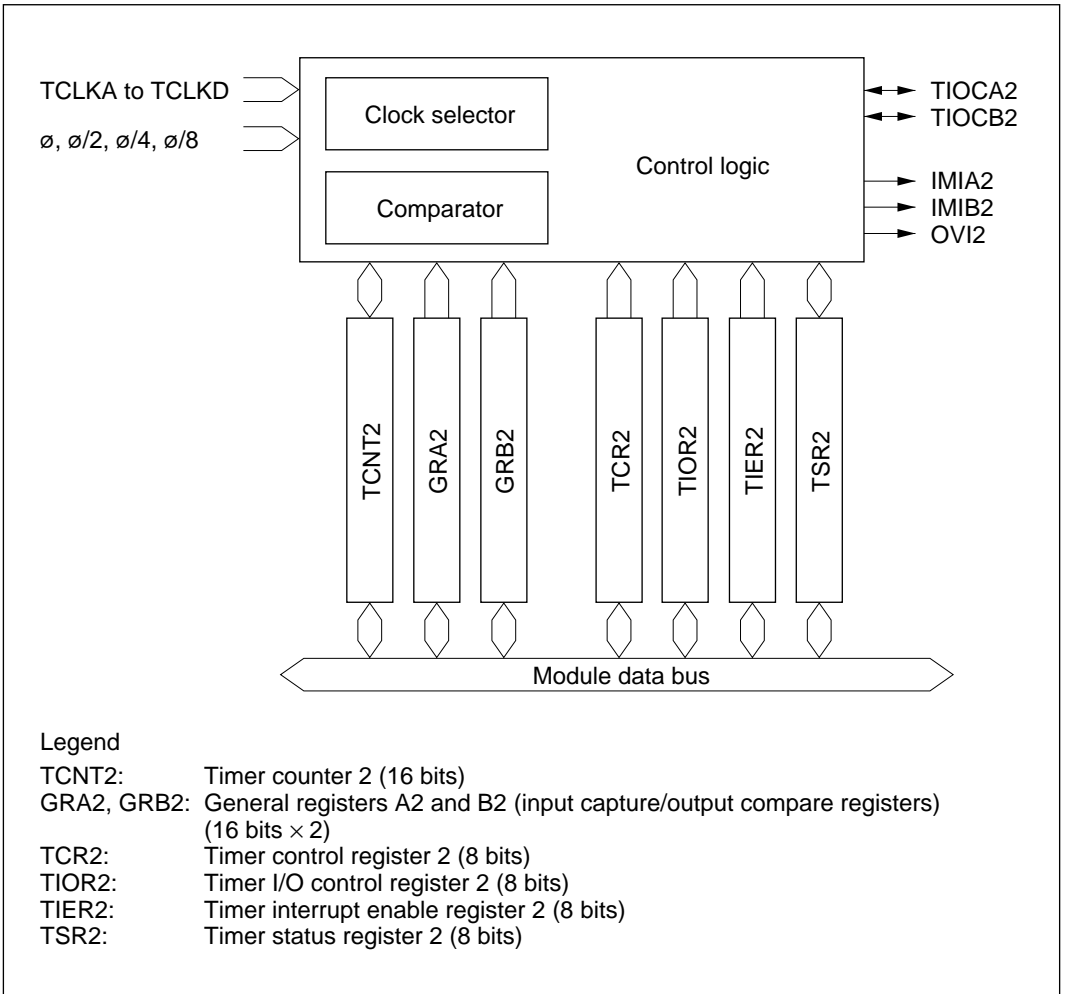 TCLKA to TCLKD
ø, ø/2, ø/4, ø/8
Clock selector
Comparator
Control logic
TIOCA2
TIOCB2
IMIA2
IMIB2
OVI2
TCNT2
GRA2
GRB2
TCR2
TIOR2
TIER2
TSR2
Module data bus
Legend
TCNT2: Timer counter 2 (16 bits)
GRA2, GRB2: General registers A2 and B2 (input capture/output compare registers)
(16 bits × 2)
TCR2: Timer control register 2 (8 bits)
TIOR2: Timer I/O control register 2 (8 bits)
TIER2: Timer interrupt enable register 2 (8 bits)
TSR2: Timer status register 2 (8 bits)